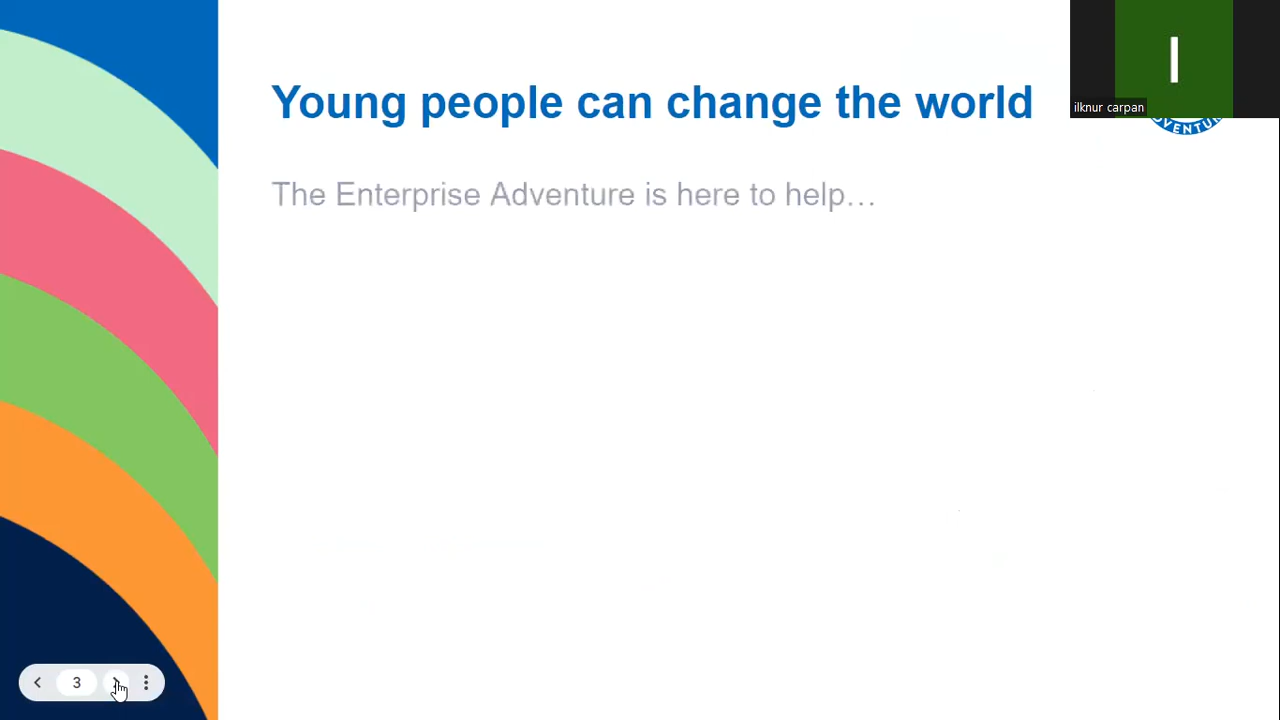 Young people can change the world
I
ilknur carpan
The Enterprise Adventure is here to help…
3